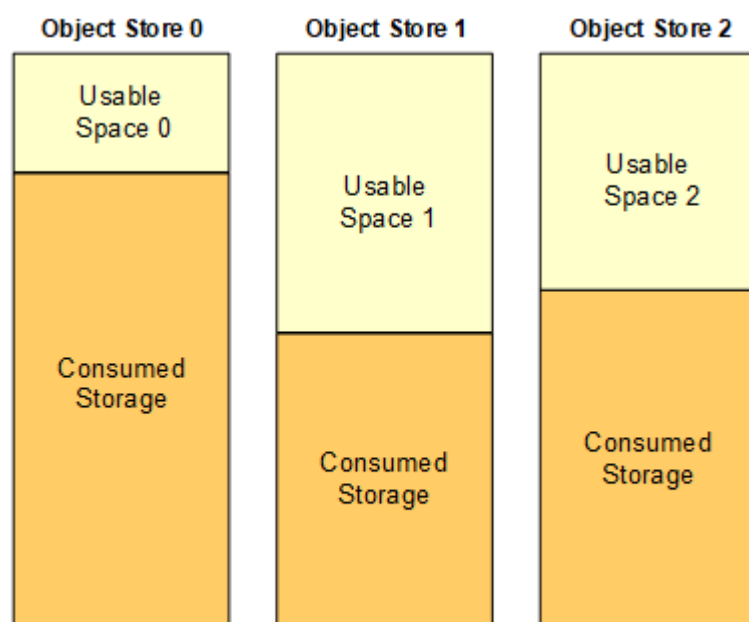 Object Store 0
Object Store 1
Object Store 2
Usable
Space 0
Usable
Space 1
Usable
Space 2
Consumed
Storage
Consumed
Storage
Consumed
Storage